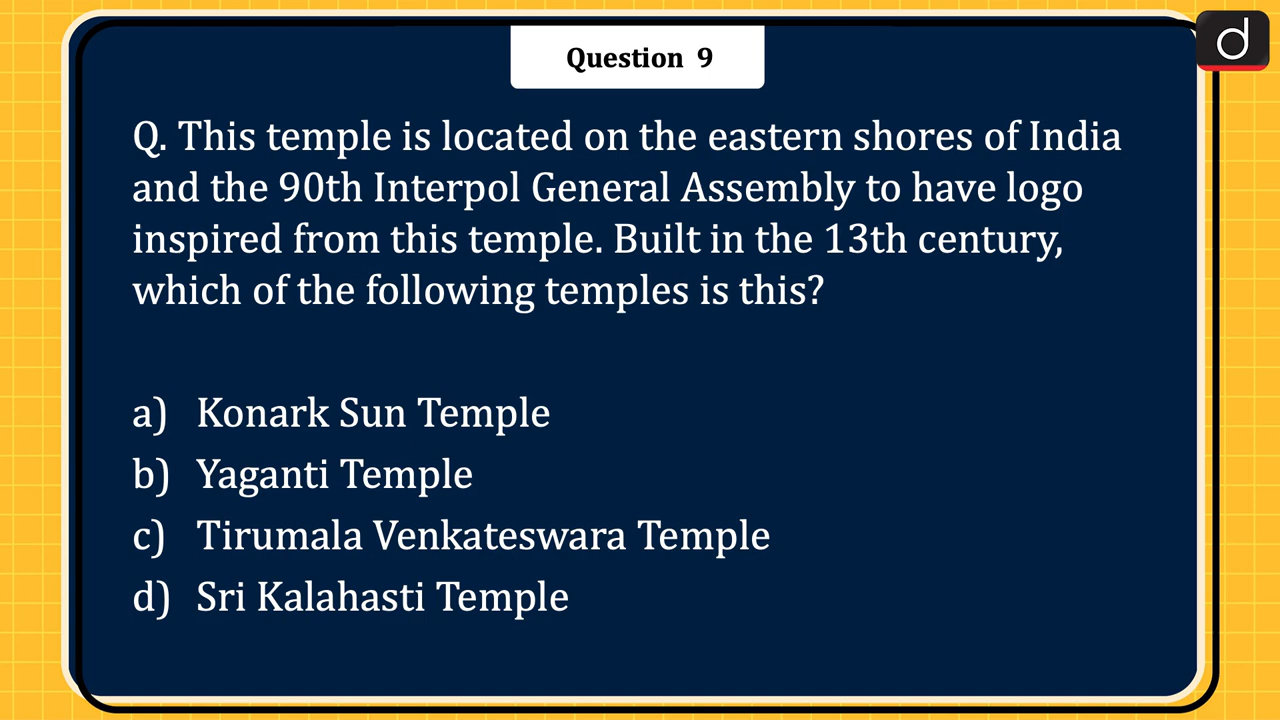 Question 9
d
Q. This temple is located on the eastern shores of India
and the 90th Interpol General Assembly to have logo
inspired from this temple. Built in the 13th century,
which of the following temples is this?
a) Konark Sun Temple
b) Yaganti Temple
c) Tirumala Venkateswara Temple
d) Sri Kalahasti Temple